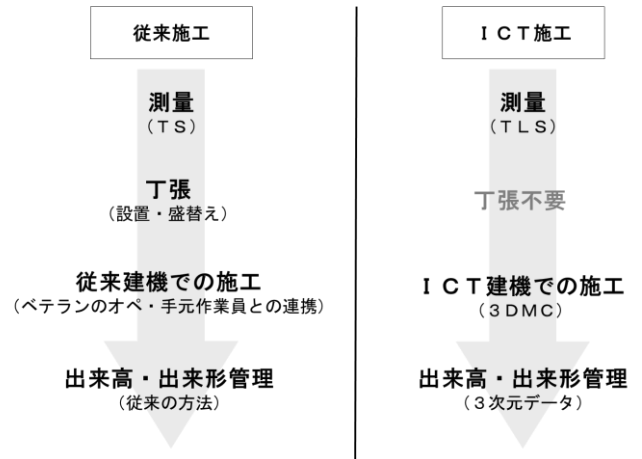 従来施工
測量
（ＴＳ）
丁張
（設置・盛替え）
従来建機での施工
（ベテランのオペ・手元作業員との連携）
出来高・出来形管理
（従来の方法）
ＩＣＴ施工
測量
（ＴＬＳ）
丁張不要
ＩＣＴ建機での施工
（３ＤＭＣ）
出来高・出来形管理
（３次元データ）